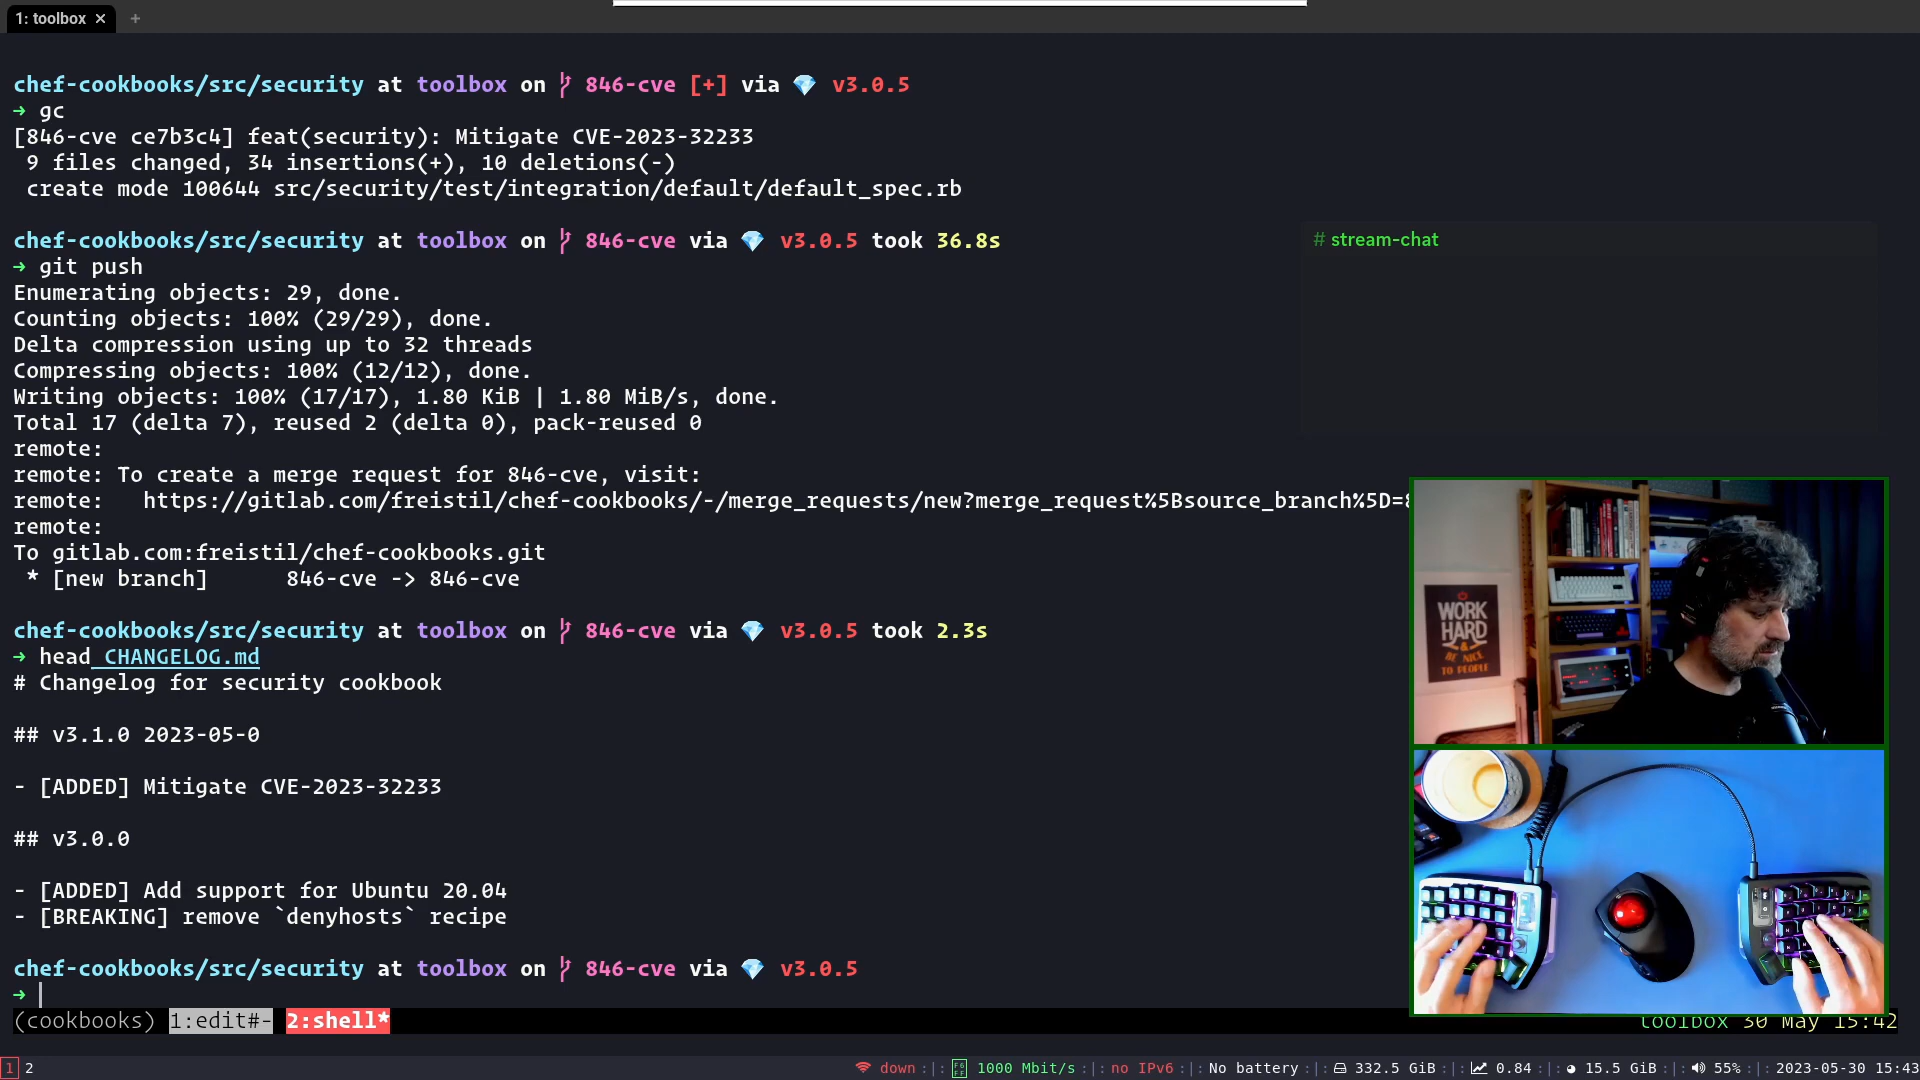 1: toolbox ✕ +
chef-cookbooks/src/security at toolbox on 846-cve [+] via 💎 v3.0.5
➜ gc
[846-cve ce7b3c4] feat(security): Mitigate CVE-2023-32233
9 files changed, 34 insertions(+), 10 deletions(-)
create mode 100644 src/security/test/integration/default/default_spec.rb
chef-cookbooks/src/security at toolbox on 846-cve via 💎 v3.0.5 took 36.8s
# stream-chat
➜ git push
Enumerating objects: 29, done.
Counting objects: 100% (29/29), done.
Delta compression using up to 32 threads
Compressing objects: 100% (12/12), done.
Writing objects: 100% (17/17), 1.80 KiB | 1.80 MiB/s, done.
Total 17 (delta 7), reused 2 (delta 0), pack-reused 0
remote:
remote: To create a merge request for 846-cve, visit:
remote:   https://gitlab.com/freistil/chef-cookbooks/-/merge_requests/new?merge_request%5Bsource_branch%5D=
remote:
To gitlab.com:freistil/chef-cookbooks.git
* [new branch]      846-cve -> 846-cve
WORK
HARD
& BE NICE
TO PEOPLE
chef-cookbooks/src/security at toolbox on 846-cve via 💎 v3.0.5 took 2.3s
➜ head CHANGELOG.md
# Changelog for security cookbook
## v3.1.0 2023-05-0
- [ADDED] Mitigate CVE-2023-32233
## v3.0.0
- [ADDED] Add support for Ubuntu 20.04
- [BREAKING] remove `denyhosts` recipe
chef-cookbooks/src/security at toolbox on 846-cve via 💎 v3.0.5
➜
(cookbooks) 1:edit#- 2:shell* toolbox 30 May 15:42
1 2 down :|: 1000 Mbit/s :|: no IPv6 :|: No battery :|: 332.5 GiB :|: 0.84 :|: 15.5 GiB :|: 55% :|: 2023-05-30 15:43